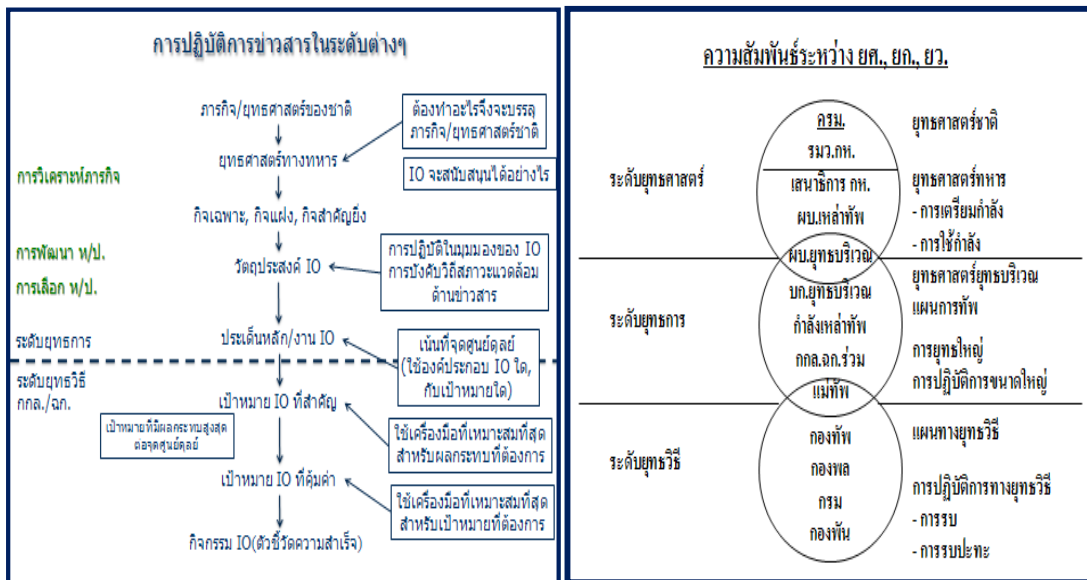 การปฏิบัติการข่าวสารในระดับต่างๆ
ภารกิจ/ยุทธศาสตร์ของชาติ
ต้องทำอะไรจึงจะบรรลุ
ภารกิจ/ยุทธศาสตร์ชาติ
ยุทธศาสตร์ทางทหาร
การวิเคราะห์ภารกิจ
IO จะสนับสนุนได้อย่างไร
กิจเฉพาะ, กิจแฝง, กิจสำคัญยิ่ง
การพัฒนา ห/ป.
การเลือก ห/ป.
วัตถุประสงค์ IO
การปฏิบัติในมุมมองของ IO
การบังคับวิถีสภาวะแวดล้อม
ด้านข่าวสาร
ระดับยุทธการ
ประเด็นหลัก/งาน IO
เน้นที่จุดศูนย์ดุลย์
(ใช้องค์ประกอบ IO ใด,
กับเป้าหมายใด)
ระดับยุทธวิธี
กกล./ฉก.
เป้าหมาย IO ที่สำคัญ
เป้าหมายที่มีผลกระทบสูงสุด
ต่อจุดศูนย์ดุลย์
ใช้เครื่องมือที่เหมาะสมที่สุด
สำหรับผลกระทบที่ต้องการ
เป้าหมาย IO ที่คุ้มค่า
ใช้เครื่องมือที่เหมาะสมที่สุด
สำหรับเป้าหมายที่ต้องการ
กิจกรรม IO(ตัวชี้วัดความสำเร็จ)
ความสัมพันธ์ระหว่าง ยศ., ยก., ยว.
ระดับยุทธศาสตร์
ครม.
รมว.กห.
เสนาธิการ กห.
ผบ.เหล่าทัพ
ยุทธศาสตร์ชาติ
ยุทธศาสตร์ทหาร
- การเตรียมกำลัง
- การใช้กำลัง
ผบ.ยุทธบริเวณ
ระดับยุทธการ
บก.ยุทธบริเวณ
กำลังเหล่าทัพ
กกล.ฉก.ร่วม
แม่ทัพ
ยุทธาศาสตร์ยุทธบริเวณ
แผนการทัพ
การยุทธใหญ่
การปฏิบัติการขนาดใหญ่
ระดับยุทธวิธี
กองทัพ
กองพล
กรม
กองพัน
แผนทางยุทธวิธี
การปฏิบัติการทางยุทธวิธี
- การรบ
- การรบปะทะ